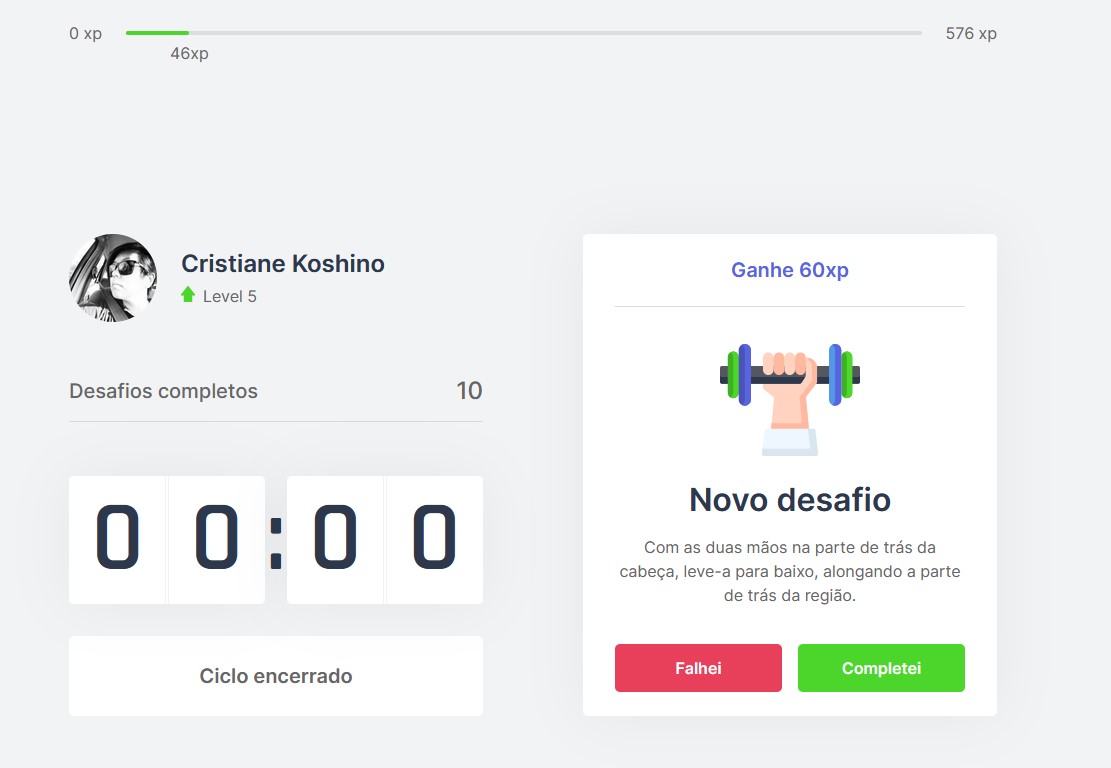 0 xp
576 xp
46xp
Cristiane Koshino
Level 5
Desafios completos
10
00:00
Ciclo encerrado
Ganhe 60xp
Novo desafio
Com as duas mãos na parte de trás da
cabeça, leve-a para baixo, alongando a parte
de trás da região.
Falhei
Completei